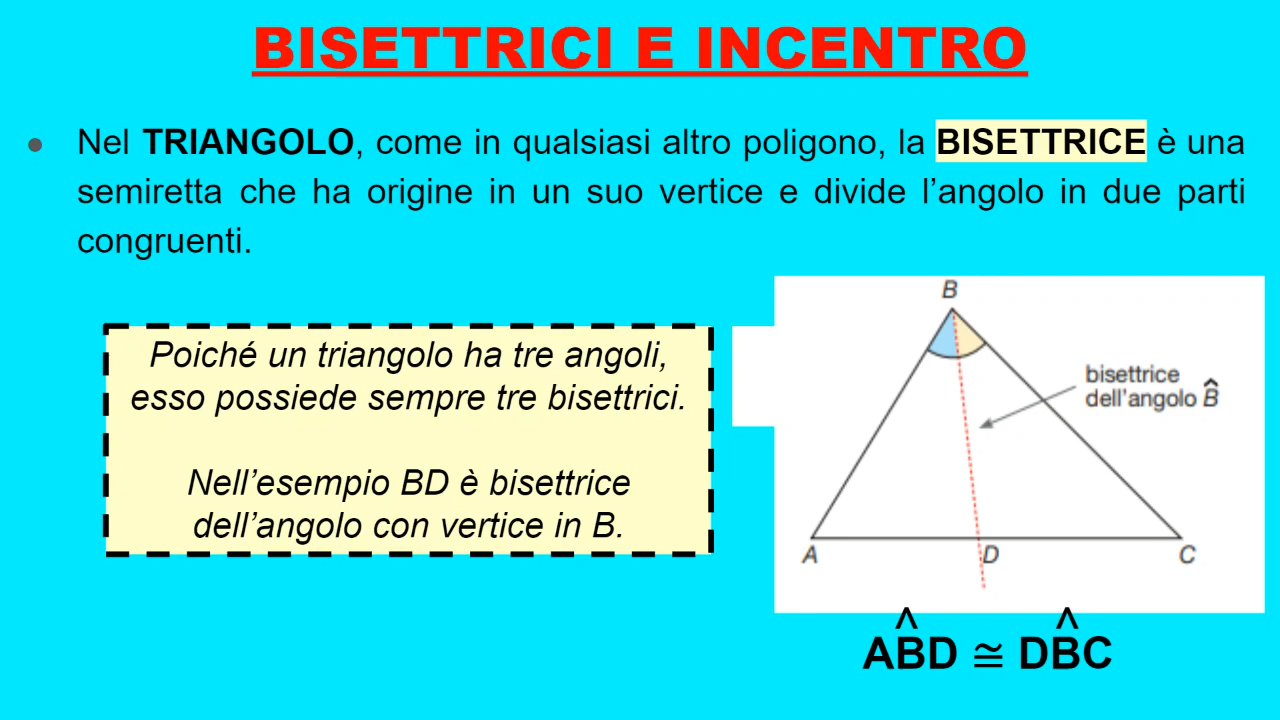 BISETTRICI E INCENTRO
● Nel TRIANGOLO, come in qualsiasi altro poligono, la BISETTRICE è una
semiretta che ha origine in un suo vertice e divide l’angolo in due parti
congruenti.
Poiché un triangolo ha tre angoli,
esso possiede sempre tre bisettrici.
Nell’esempio BD è bisettrice
dell’angolo con vertice in B.
B
bisettrice
dell’angolo B̂
A
D
C
AB̂D ≅ DB̂C